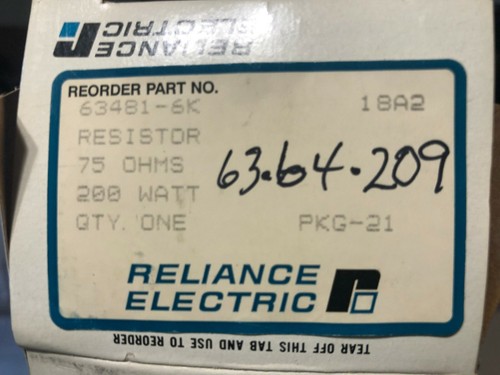 RELIANCE
ELECTRIC
REORDER PART NO.
63481-6K 18A2
RESISTOR
75 OHMS
63.64.209
200 WATT
QTY. ONE PKG-21
RELIANCE
ELECTRIC
TEAR OFF THIS TAB AND USE TO REORDER